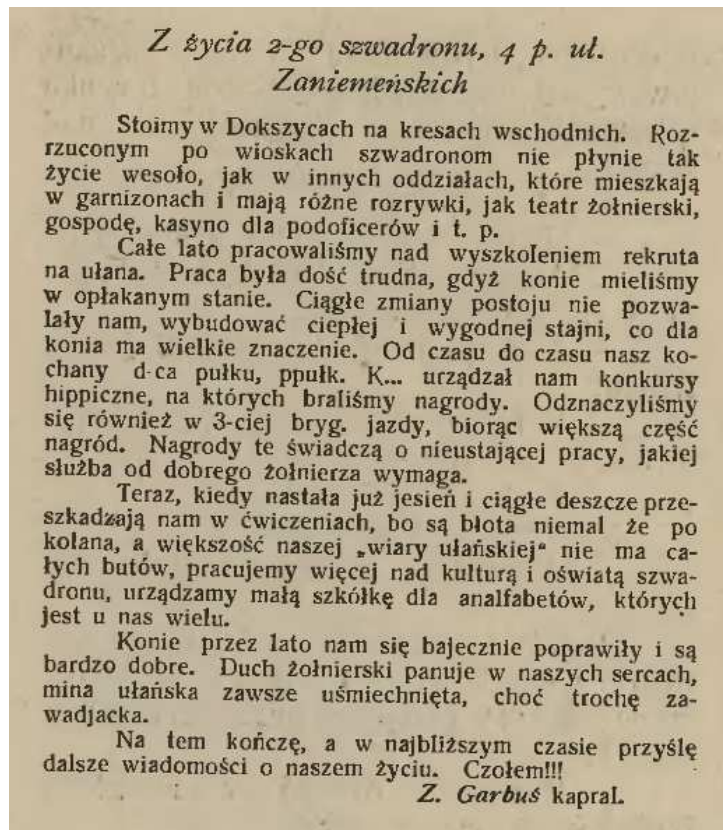 Z życia 2-go szwadronu, 4 p. uł.
Zaniemeńskich
Stoimy w Dokszycach na kresach wschodnich. Roz-
rzuconym po wioskach szwadronom nie płynie tak
życie wesoło, jak w innych oddziałach, które mieszkają
w garnizonach i mają różne rozrywki, jak teatr żołnierski,
gospodę, kasyno dla podoficerów i t. p.
Całe lato pracowaliśmy nad wyszkoleniem rekruta
na ułana. Praca była dość trudna, gdyż konie mieliśmy
w opłakanym stanie. Ciągłe zmiany postoju nie pozwa-
lały nam, wybudować ciepłej i wygodnej stajni, co dla
konia ma wielkie znaczenie. Od czasu do czasu nasz ko-
chany d-ca pułku, ppułk. K... urządzał nam konkursy
hippiczne, na których braliśmy nagrody. Odznaczyliśmy
się również w 3-ciej bryg. jazdy, biorąc większą część
nagród. Nagrody te świadczą o nieustającej pracy, jakiej
służba od dobrego żołnierza wymaga.
Teraz, kiedy nastała już jesień i ciągłe deszcze prze-
szkadzają nam w ćwiczeniach, bo są błota niemal że po
kolana, a większość naszej „wiary ułańskiej" nie ma ca-
łych butów, pracujemy więcej nad kulturą i oświatą szwa-
dronu, urządzamy małą szkółkę dla analfabetów, których
jest u nas wielu.
Konie przez lato nam się bajecznie poprawiły i są
bardzo dobre. Duch żołnierski panuje w naszych sercach,
mina ułańska zawsze uśmiechnięta, choć trochę za-
wadjacka.
Na tem kończę, a w najbliższym czasie przyślę
dalsze wiadomości o naszem życiu. Czołem!!!
Z. Garbuś kapral.